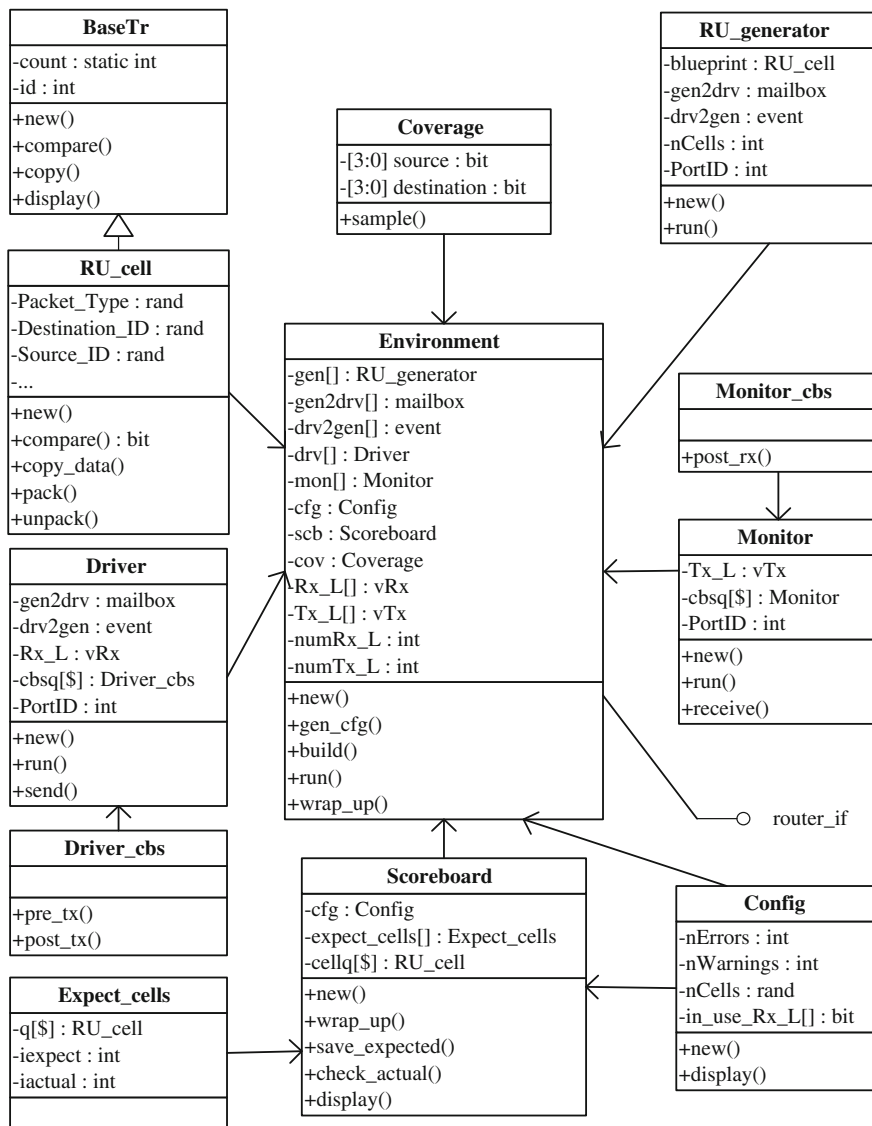 BaseTr
-count : static int
-id : int
+new()
+compare()
+copy()
+display()
RU_cell
-Packet_Type : rand
-Destination_ID : rand
-Source_ID : rand
-...
+new()
+compare() : bit
+copy_data()
+pack()
+unpack()
Driver
-gen2drv : mailbox
-drv2gen : event
-Rx_L : vRx
-cbsq[$] : Driver_cbs
-PortID : int
+new()
+run()
+send()
Driver_cbs
+pre_tx()
+post_tx()
Expect_cells
-q[$] : RU_cell
-iexpect : int
-iactual : int
Coverage
-[3:0] source : bit
-[3:0] destination : bit
+sample()
Environment
-gen[] : RU_generator
-gen2drv[] : mailbox
-drv2gen[] : event
-drv[] : Driver
-mon[] : Monitor
-cfg : Config
-scb : Scoreboard
-cov : Coverage
-Rx_L[] : vRx
-Tx_L[] : vTx
-numRx_L : int
-numTx_L : int
+new()
+gen_cfg()
+build()
+run()
+wrap_up()
Scoreboard
-cfg : Config
-expect_cells[] : Expect_cells
-cellq[$] : RU_cell
+new()
+wrap_up()
+save_expected()
+check_actual()
+display()
RU_generator
-blueprint : RU_cell
-gen2drv : mailbox
-drv2gen : event
-nCells : int
-PortID : int
+new()
+run()
Monitor_cbs
+post_rx()
Monitor
-Tx_L : vTx
-cbsq[$] : Monitor
-PortID : int
+new()
+run()
+receive()
router_if
Config
-nErrors : int
-nWarnings : int
-nCells : rand
-in_use_Rx_L[] : bit
+new()
+display()